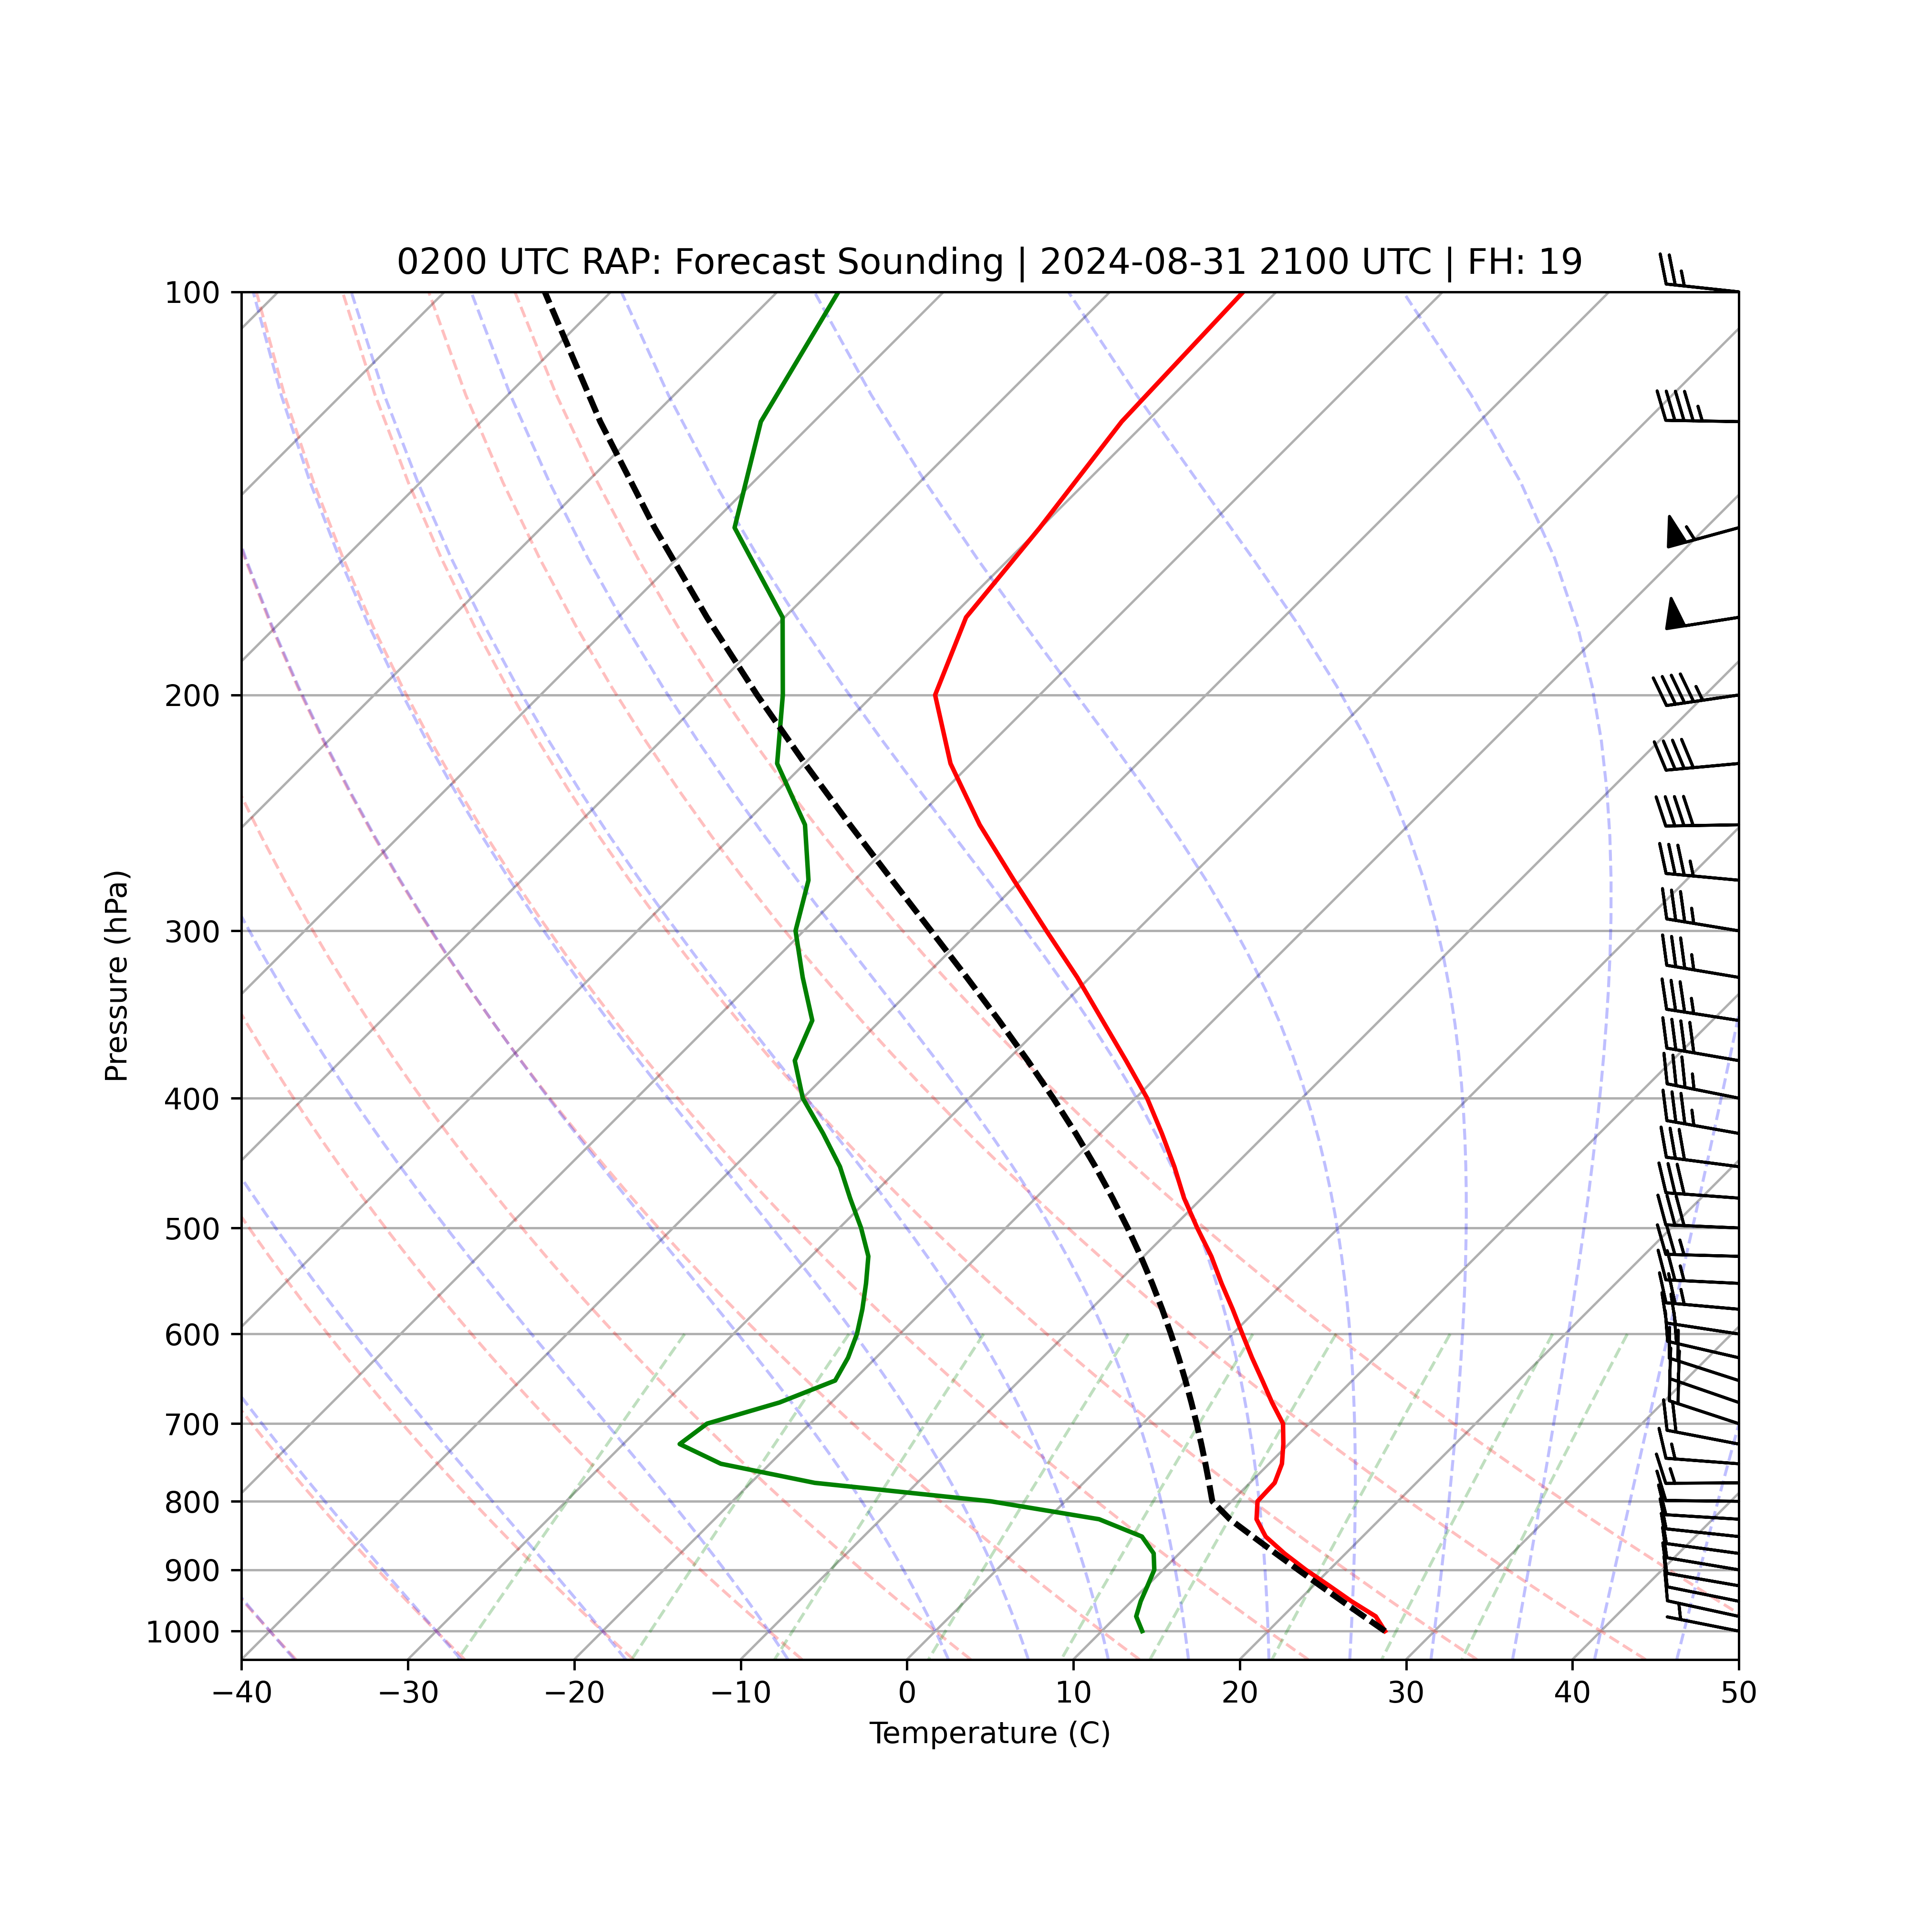 0200 UTC RAP: Forecast Sounding | 2024-08-31 2100 UTC | FH: 19
100
200
300
400
500
600
700
800
900
1000
Pressure (hPa)
−40 −30 −20 −10 0 10 20 30 40 50
Temperature (C)